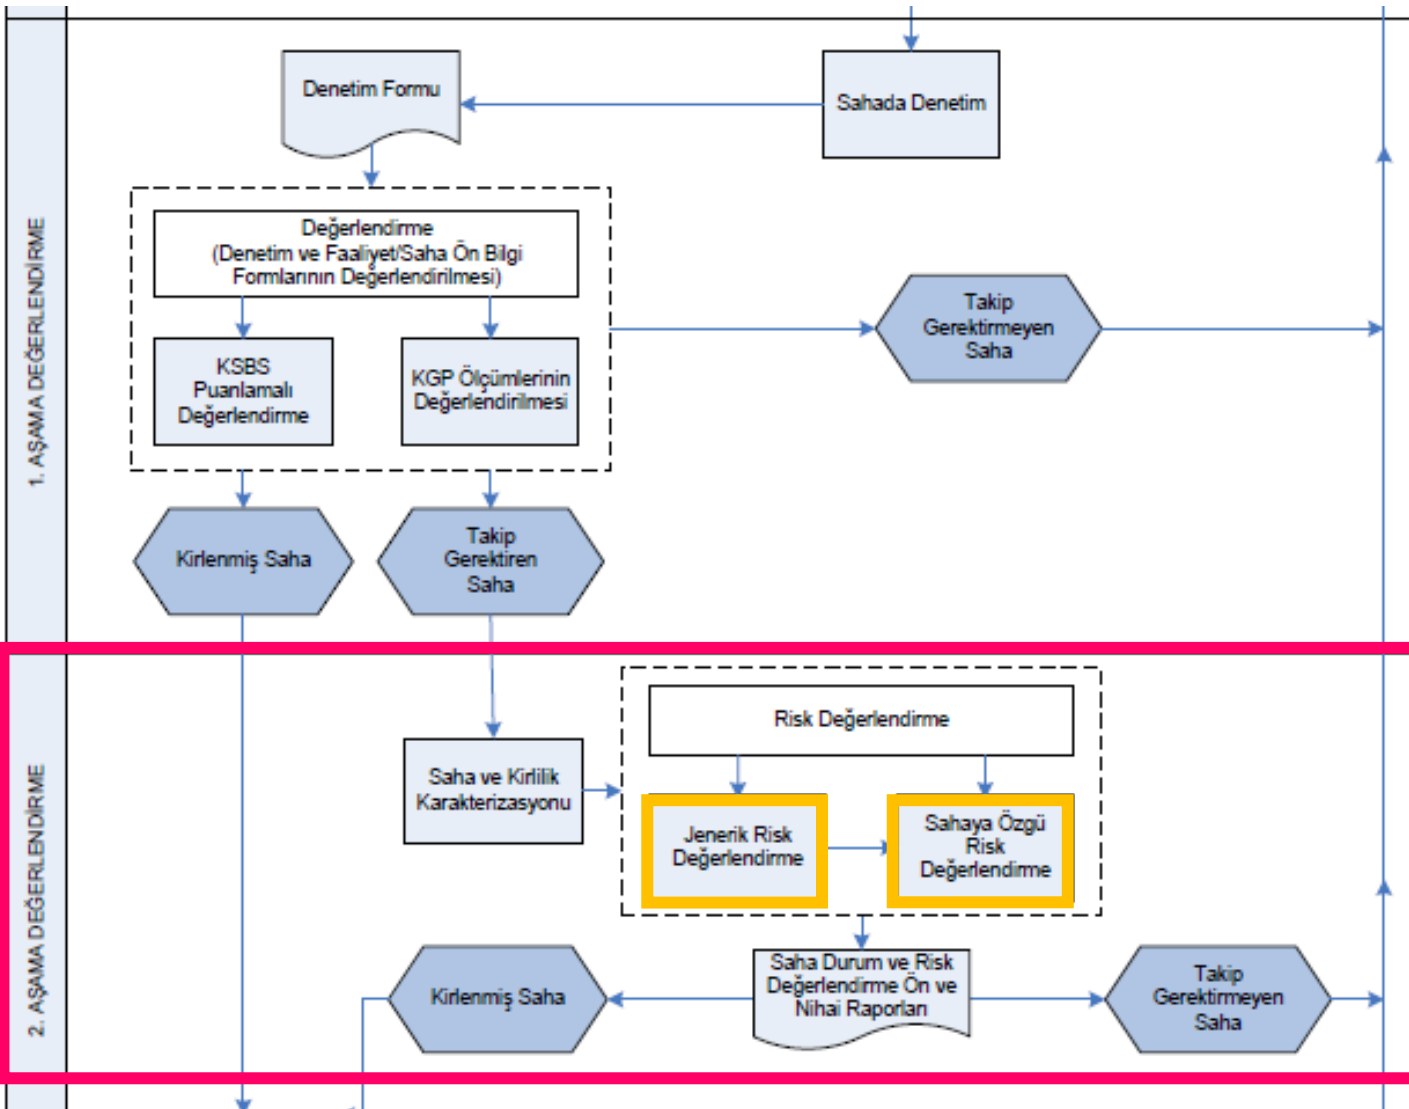 1. AŞAMA DEĞERLENDİRME
Denetim Formu
Sahada Denetim
Değerlendirme
(Denetim ve Faaliyet/Saha Ön Bilgi
Formlarının Değerlendirilmesi)
KSBS
Puanlamalı
Değerlendirme
KGP Ölçümlerinin
Değerlendirilmesi
Takip
Gerektirmeyen
Saha
Kirlenmiş Saha
Takip
Gerektiren
Saha
2. AŞAMA DEĞERLENDİRME
Risk Değerlendirme
Saha ve Kirlilik
Karakterizasyonu
Jenerik Risk
Değerlendirme
Sahaya Özgü
Risk
Değerlendirme
Kirlenmiş Saha
Saha Durum ve Risk
Değerlendirme Ön ve
Nihai Raporları
Takip
Gerektirmeyen
Saha